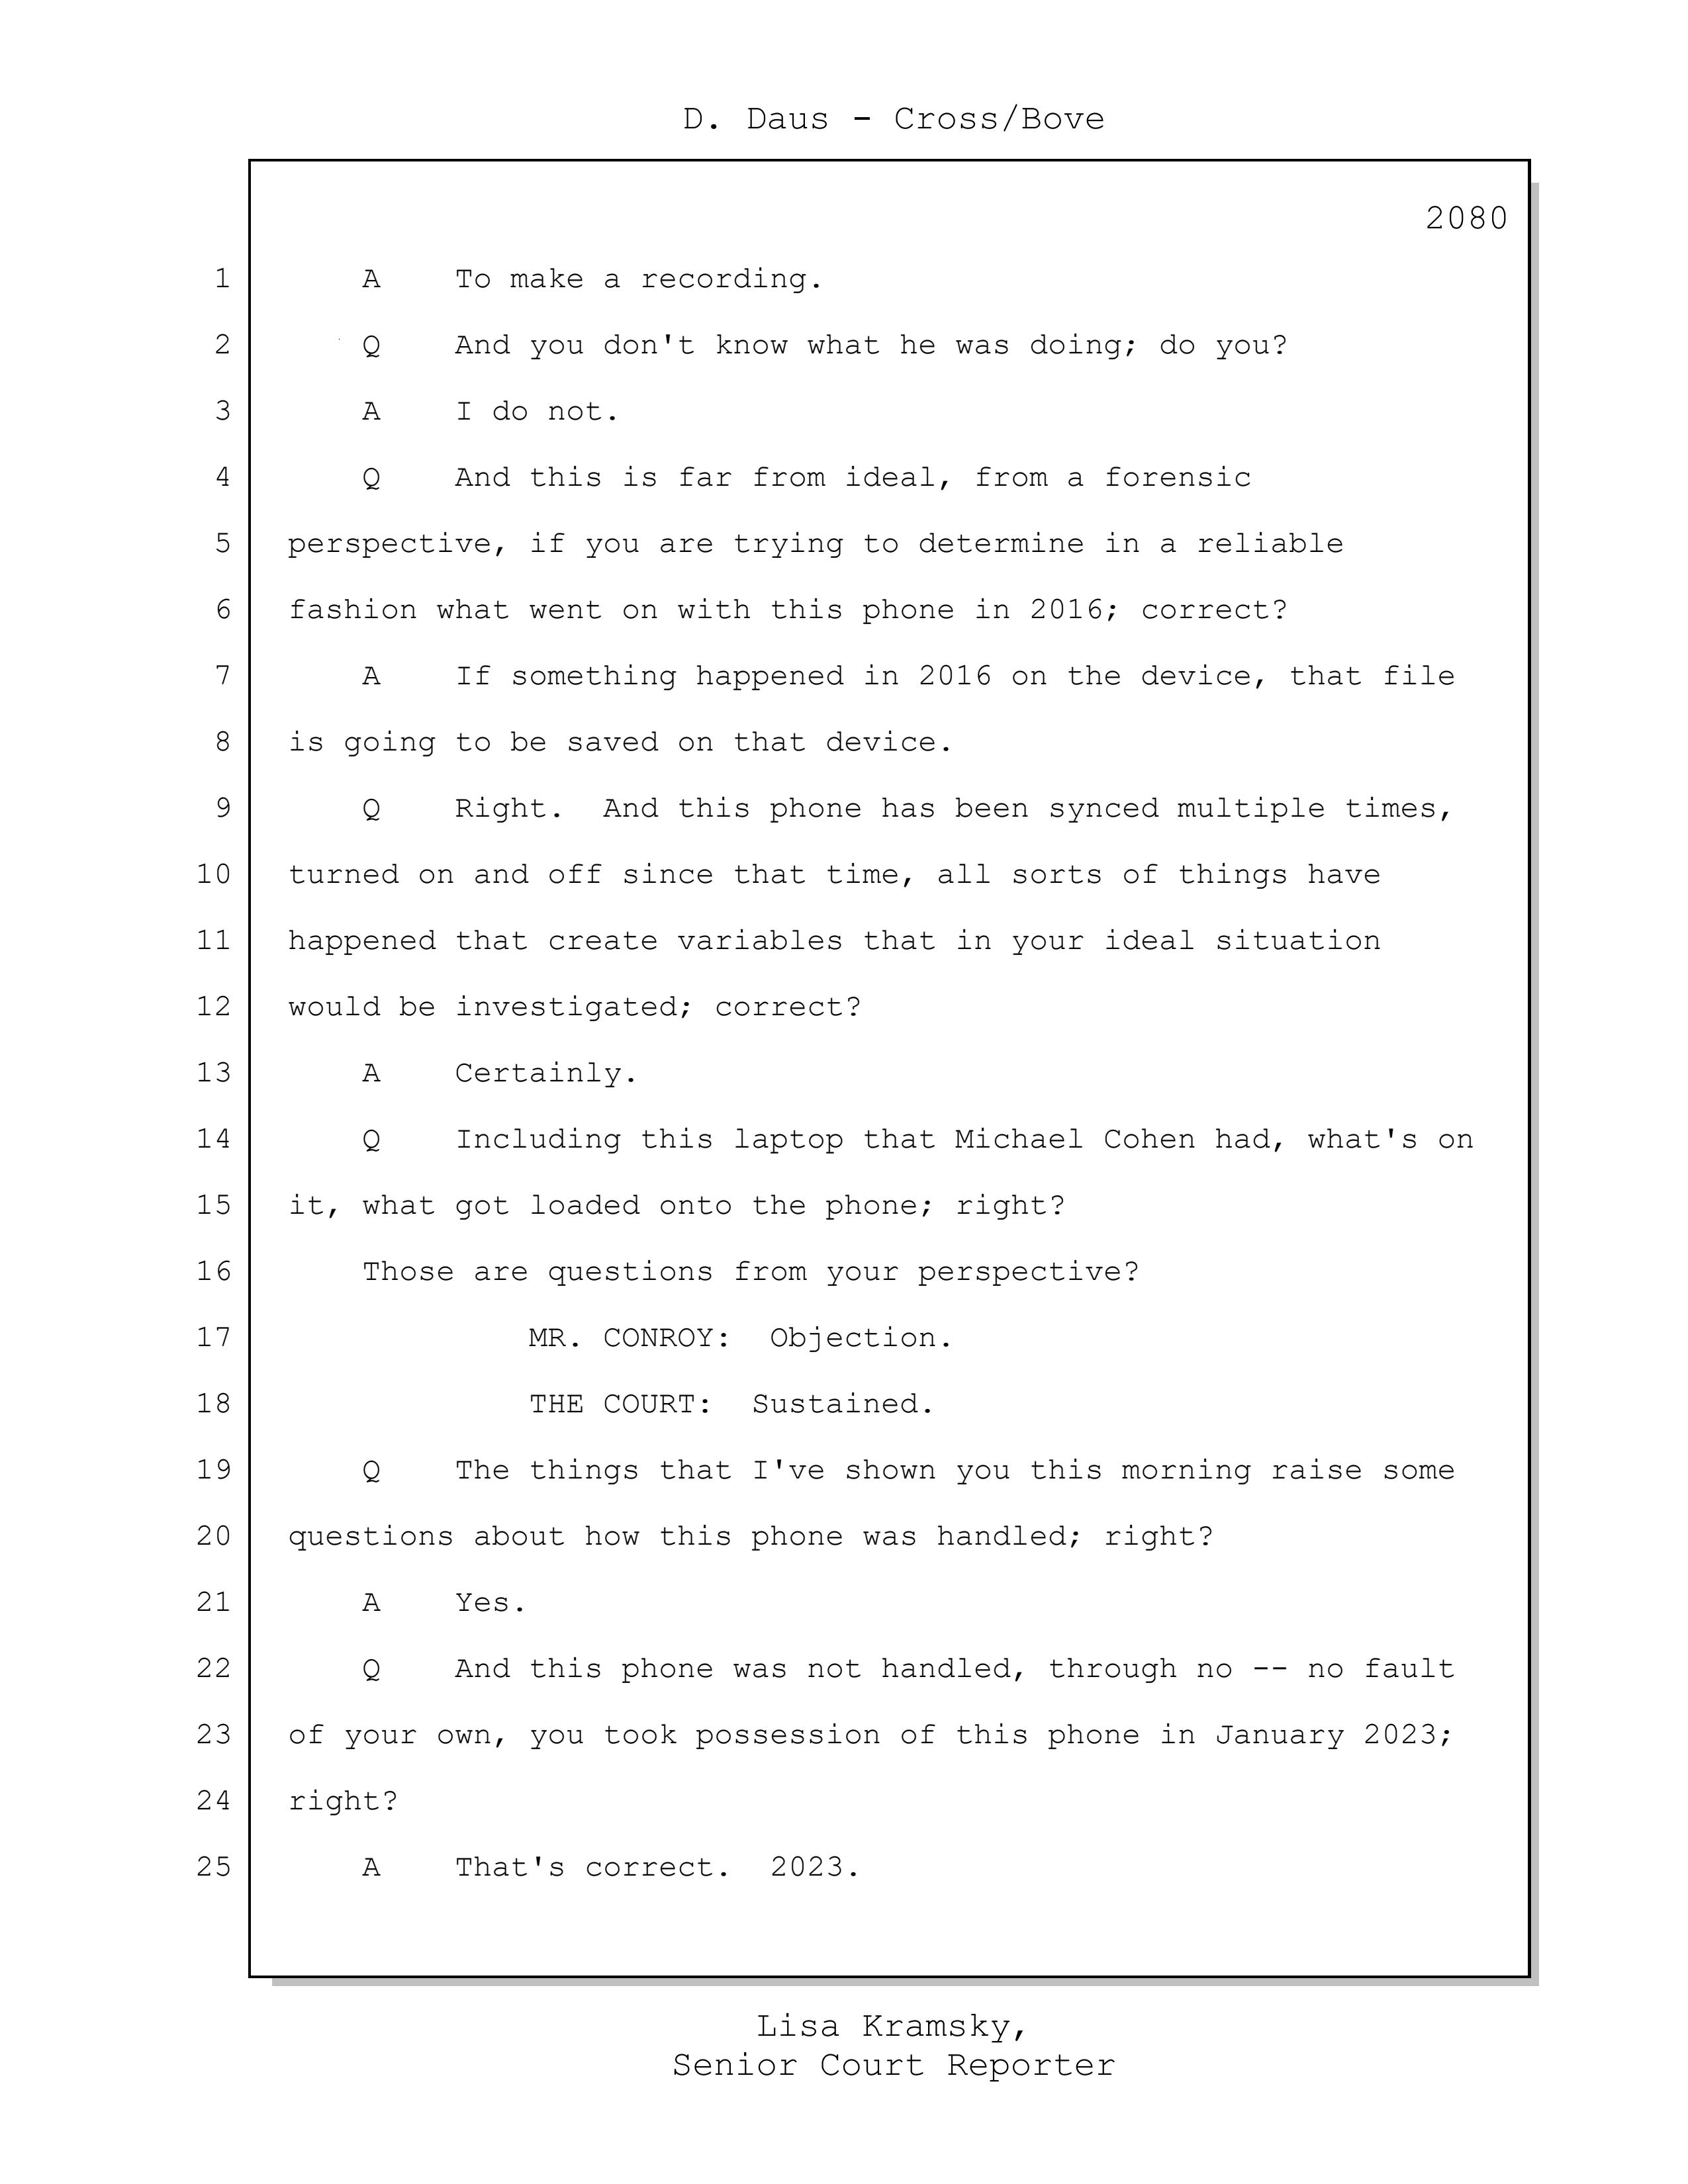 D. Daus - Cross/Bove
2080
1 A To make a recording.
2 Q And you don't know what he was doing; do you?
3 A I do not.
4 Q And this is far from ideal, from a forensic
5 perspective, if you are trying to determine in a reliable
6 fashion what went on with this phone in 2016; correct?
7 A If something happened in 2016 on the device, that file
8 is going to be saved on that device.
9 Q Right. And this phone has been synced multiple times,
10 turned on and off since that time, all sorts of things have
11 happened that create variables that in your ideal situation
12 would be investigated; correct?
13 A Certainly.
14 Q Including this laptop that Michael Cohen had, what's on
15 it, what got loaded onto the phone; right?
16 Those are questions from your perspective?
17 MR. CONROY: Objection.
18 THE COURT: Sustained.
19 Q The things that I've shown you this morning raise some
20 questions about how this phone was handled; right?
21 A Yes.
22 Q And this phone was not handled, through no -- no fault
23 of your own, you took possession of this phone in January 2023;
24 right?
25 A That's correct. 2023.
Lisa Kramsky,
Senior Court Reporter